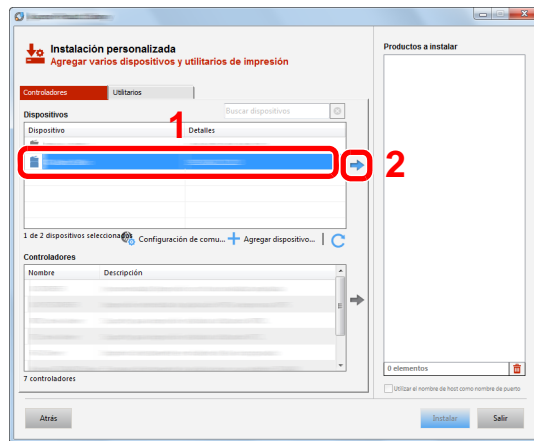 Instalación personalizada
Agregar varios dispositivos y utilitarios de impresión
Productos a instalar
Controladores
Utilitarios
Dispositivos
Buscar dispositivos
1
Dispositivo
Detalles
2
1 de 2 dispositivos seleccionados
Configuración de comu...
Agregar dispositivo...
Controladores
Nombre
Descripción
7 controladores
0 elementos
Utilizar el nombre de host como nombre de puerto
Atrás
Instalar
Salir